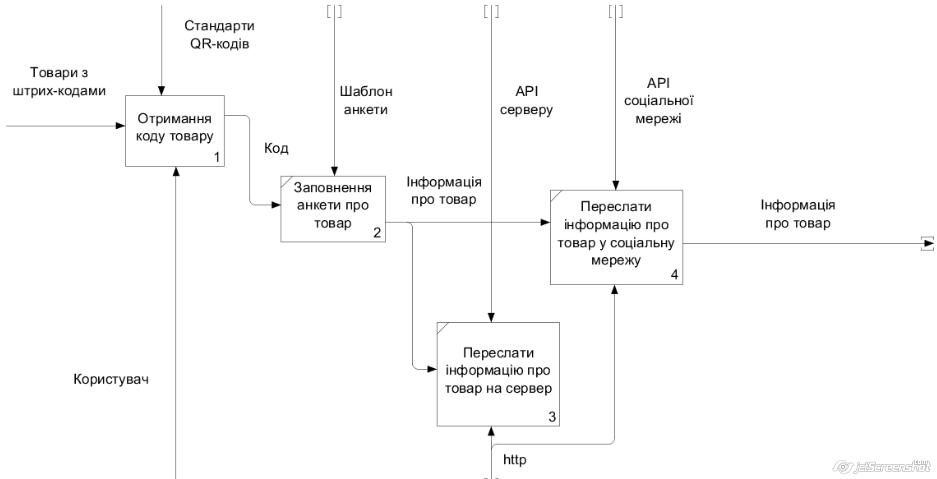 Стандарти
QR-кодів
Товари з
штрих-кодами
Отримання
коду товару
1
Код
Шаблон
анкети
API
серверу
API
соціальної
мережі
Заповнення
анкети про
товар
2
Інформація
про товар
Переслати
інформацію про
товар у соціальну
мережу
4
Інформація
про товар
Переслати
інформацію про
товар на сервер
3
Користувач
http
jetScreenshot